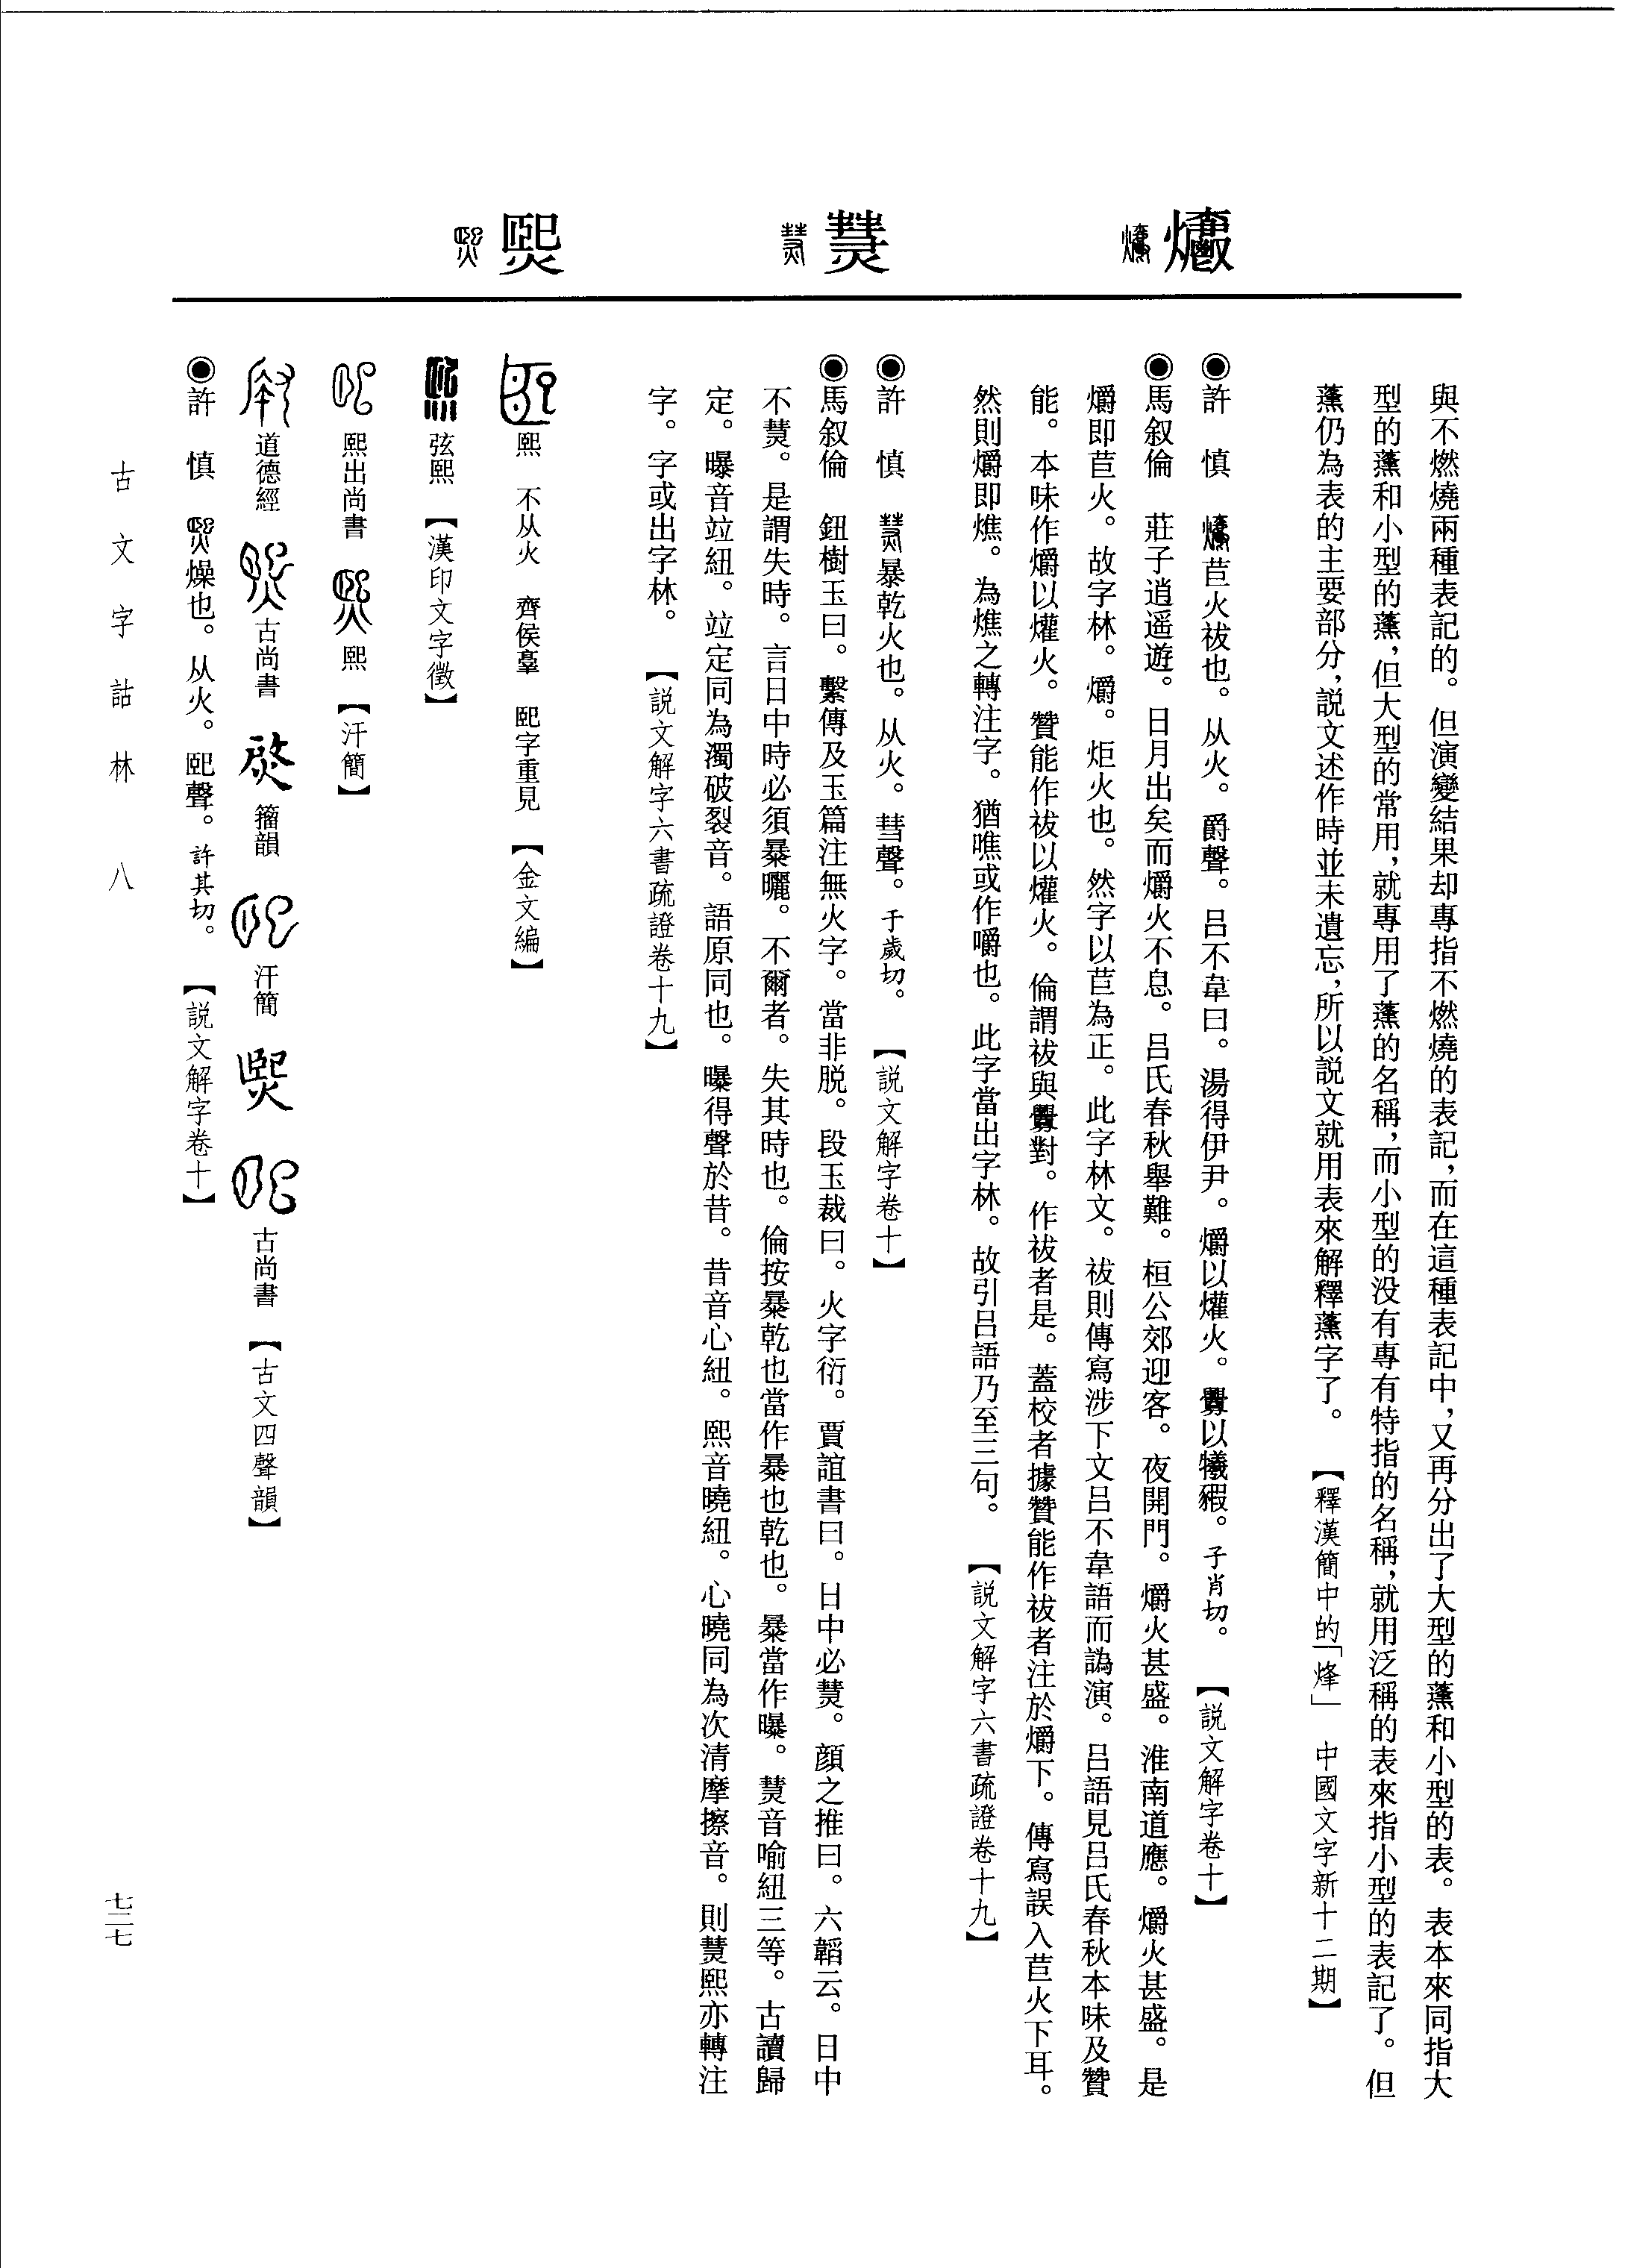 爝
㷰
熙
與不燃燒兩種表記的。但演變結果却專指不燃燒的表記，而在這種表記中，又再分出了大型的䔫和小型的表。表本來同指大
型的䔫和小型的䔫，但大型的常用，就專用了䔫的名稱，而小型的没有專有特指的名稱，就用泛稱的表來指小型的表記了。但
䔫仍為表的主要部分，説文述作時並未遺忘，所以説文就用表來解釋䔫字了。【釋漢簡中的「烽」　中國文字新十二期】
◉許　慎　爝苣火祓也。从火。爵聲。吕不韋曰。湯得伊尹。爝以爟火。釁以犧豭。子肖切。【説文解字卷十】
◉馬叙倫　莊子逍遥遊。日月出矣而爝火不息。吕氏春秋舉難。桓公郊迎客。夜開門。爝火甚盛。淮南道應。爝火甚盛。是
爝即苣火。故字林。爝。炬火也。然字以苣為正。此字林文。祓則傳寫涉下文吕不韋語而譌演。吕語見吕氏春秋本味及贊
能。本味作爝以爟火。贊能作祓以爟火。倫謂祓與釁對。作祓者是。蓋校者據贊能作祓者注於爝下。傳寫誤入苣火下耳。
然則爝即燋。為燋之轉注字。猶噍或作嚼也。此字當出字林。故引吕語乃至三句。【説文解字六書疏證卷十九】
◉許　慎　㷰暴乾火也。从火。彗聲。于歲切。【説文解字卷十】
◉馬叙倫　鈕樹玉曰。繫傳及玉篇注無火字。當非脱。段玉裁曰。火字衍。賈誼書曰。日中必㷰。顔之推曰。六韜云。日中
不㷰。是謂失時。言日中時必須暴曬。不爾者。失其時也。倫按暴乾也當作暴也乾也。暴當作曝。㷰音喻紐三等。古讀歸
定。曝音竝紐。竝定同為濁破裂音。語原同也。曝得聲於昔。昔音心紐。熙音曉紐。心曉同為次清摩擦音。則㷰熙亦轉注
字。字或出字林。【説文解字六書疏證卷十九】
熙　不从火　齊侯𦉜　巸字重見【金文編】
弦熙【漢印文字徵】
熙出尚書　熙【汗簡】
道德經　古尚書　籀韻　汗簡　古尚書【古文四聲韻】
◉許　慎　熙燥也。从火。巸聲。許其切。【説文解字卷十】
古文字詁林　八
七二七